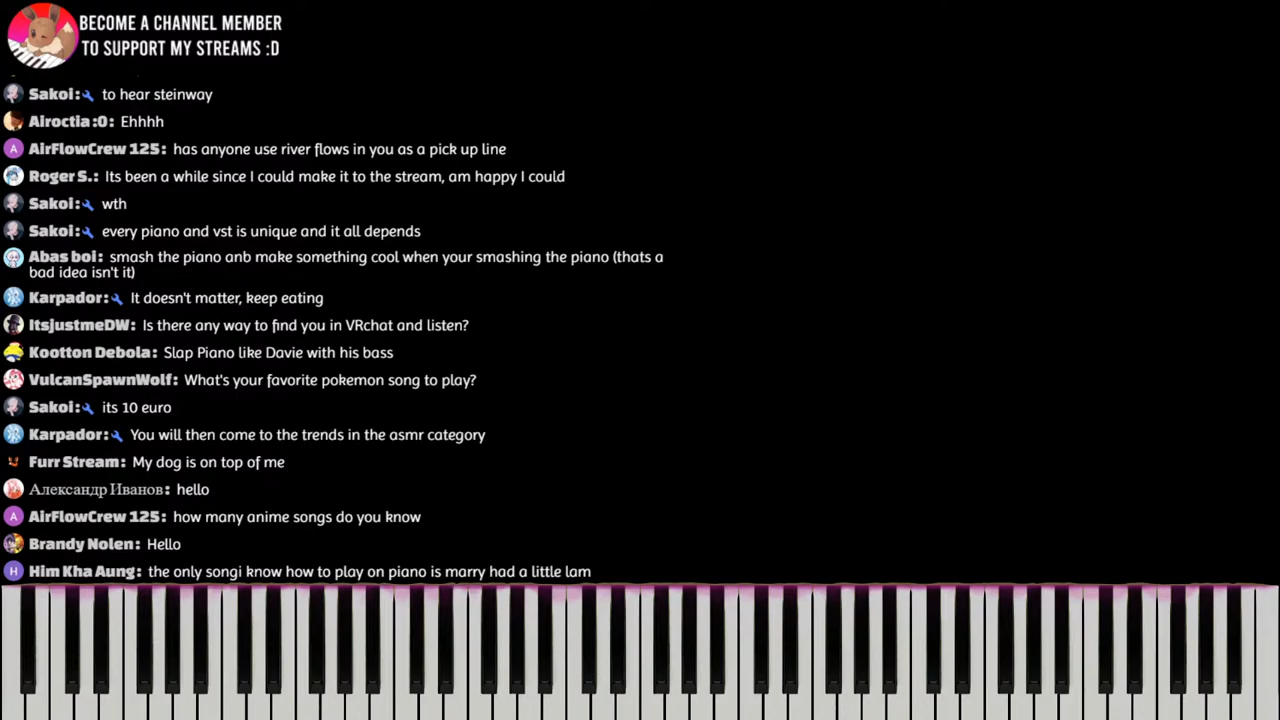 BECOME A CHANNEL MEMBER
TO SUPPORT MY STREAMS :D
Sakoi: to hear steinway
Airoctia :0: Ehhhh
A AirFlowCrew 125: has anyone use river flows in you as a pick up line
Roger S.: Its been a while since I could make it to the stream, am happy I could
Sakoi: wth
Sakoi: every piano and vst is unique and it all depends
Abas boi: smash the piano anb make something cool when your smashing the piano (thats a
bad idea isn't it)
Karpador: It doesn't matter, keep eating
ItsjustmeDW: Is there any way to find you in VRchat and listen?
Kootton Debola: Slap Piano like Davie with his bass
VulcanSpawnWolf: What's your favorite pokemon song to play?
Sakoi: its 10 euro
Karpador: You will then come to the trends in the asmr category
Furr Stream: My dog is on top of me
Александр Иванов: hello
A AirFlowCrew 125: how many anime songs do you know
Brandy Nolen: Hello
H Him Kha Aung: the only songi know how to play on piano is marry had a little lam